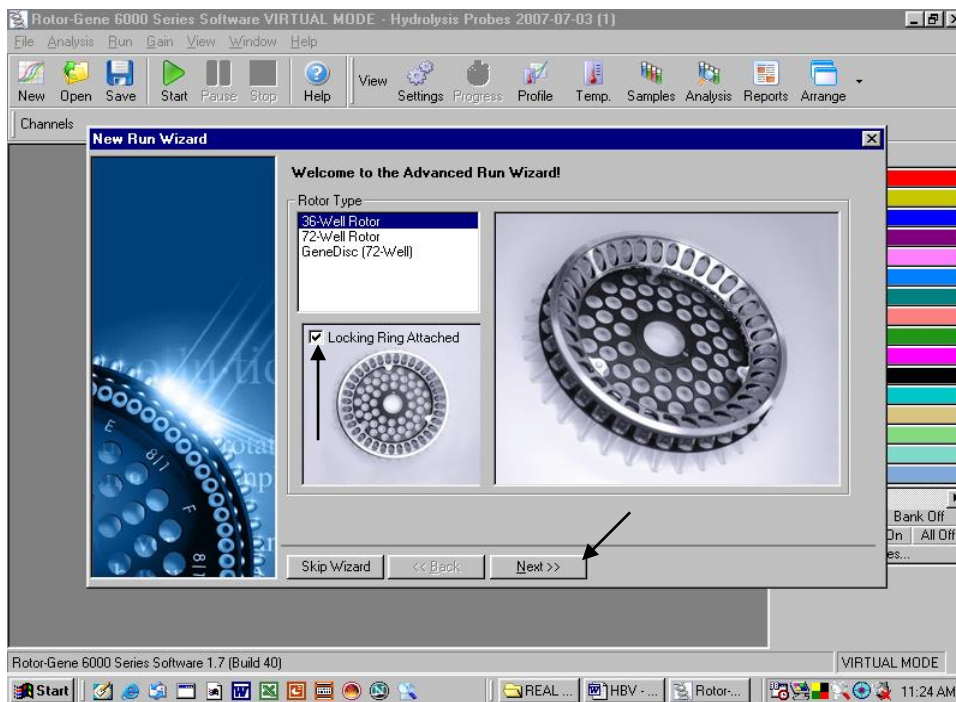 Rotor-Gene 6000 Series Software VIRTUAL MODE - Hydrolysis Probes 2007-07-03 (1)
File Analysis Run Gain View Window Help
New Open Save Start Pause Stop Help View Settings Progress Profile Temp. Samples Analysis Reports Arrange
Channels
New Run Wizard
Welcome to the Advanced Run Wizard!
Rotor Type
36-Well Rotor
72-Well Rotor
GeneDisc (72-Well)
Locking Ring Attached
Bank Off
On All Off
es...
Skip Wizard << Back Next >>
Rotor-Gene 6000 Series Software 1.7 (Build 40) VIRTUAL MODE
Start REAL ... HBV - ... Rotor-... 11:24 AM